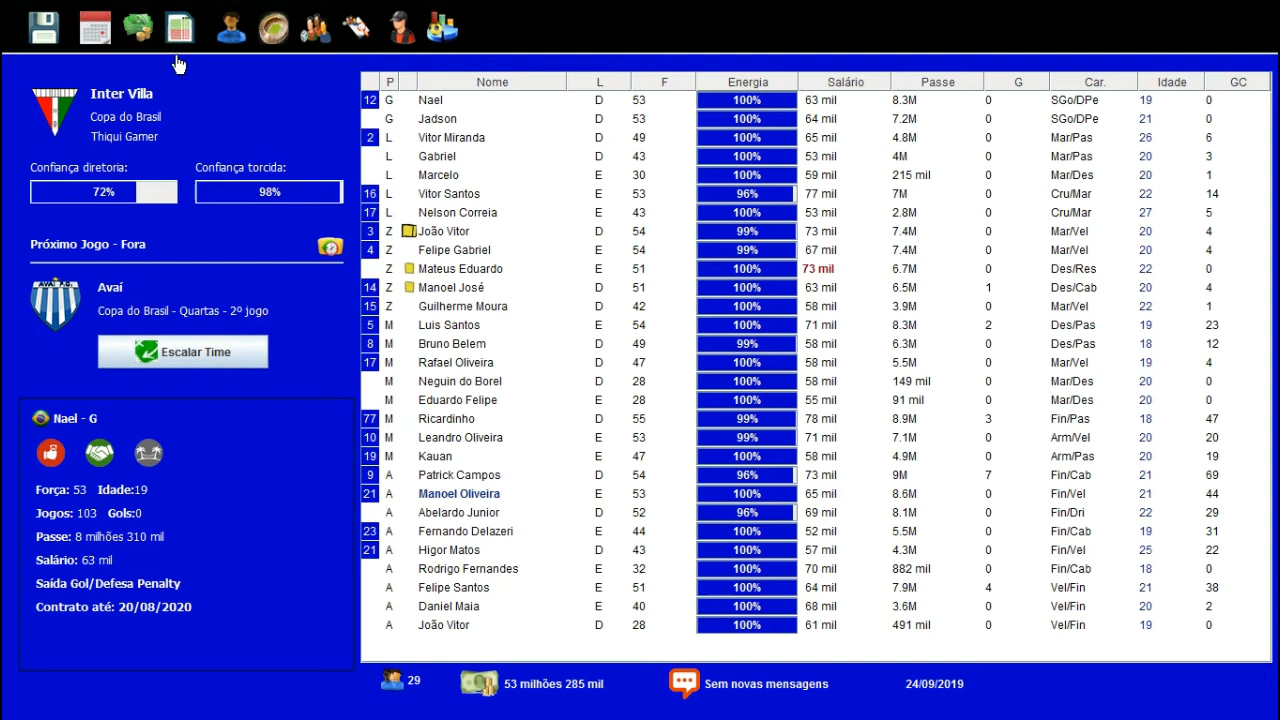 Inter Villa
Copa do Brasil
Thiqui Gamer
Confiança diretoria: Confiança torcida:
72% 98%
Próximo Jogo - Fora
AVAÍ F.C.
Avaí
Copa do Brasil - Quartas - 2º jogo
Escalar Time
Nael - G
Força: 53 Idade:19
Jogos: 103 Gols:0
Passe: 8 milhões 310 mil
Salário: 63 mil
Saída Gol/Defesa Penalty
Contrato até: 20/08/2020
P Nome L F Energia Salário Passe G Car. Idade GC
12 G Nael D 53 100% 63 mil 8.3M 0 SGo/DPe 19 0
G Jadson D 53 100% 64 mil 7.2M 0 SGo/DPe 21 0
2 L Vitor Miranda D 49 100% 65 mil 4.8M 0 Mar/Pas 26 6
L Gabriel D 43 100% 53 mil 4M 0 Mar/Pas 20 3
L Marcelo E 30 100% 59 mil 215 mil 0 Mar/Pas 20 1
16 L Vitor Santos E 53 96% 77 mil 7M 0 Cru/Mar 22 14
17 L Nelson Correia E 43 100% 53 mil 2.8M 0 Cru/Mar 27 5
3 Z João Vitor D 54 99% 73 mil 7.4M 0 Mar/Vel 20 4
4 Z Felipe Gabriel E 54 99% 67 mil 7.4M 0 Mar/Vel 20 4
Z Mateus Eduardo E 51 100% 73 mil 6.7M 0 Des/Res 22 0
14 Z Manoel José D 51 100% 63 mil 6.5M 1 Des/Cab 20 4
15 Z Guilherme Moura D 42 100% 58 mil 3.9M 0 Mar/Vel 22 1
5 M Luis Santos E 54 100% 71 mil 8.3M 2 Des/Pas 19 23
8 M Bruno Belem D 49 99% 58 mil 6.3M 0 Des/Pas 18 12
17 M Rafael Oliveira D 47 100% 58 mil 5.5M 0 Mar/Vel 19 4
M Neguin do Borel D 28 100% 58 mil 149 mil 0 Mar/Des 20 0
M Eduardo Felipe E 28 100% 55 mil 91 mil 0 Mar/Des 20 0
77 M Ricardinho D 55 99% 78 mil 8.9M 3 Fin/Pas 18 47
10 M Leandro Oliveira E 53 99% 71 mil 7.1M 0 Arm/Vel 20 20
19 M Kauan E 47 100% 58 mil 4.9M 0 Arm/Pas 20 19
9 A Patrick Campos D 54 96% 73 mil 9M 7 Fin/Cab 21 69
21 A Manoel Oliveira E 53 100% 65 mil 8.6M 0 Fin/Vel 21 44
A Abelardo Junior D 52 96% 69 mil 8.1M 0 Fin/Dri 22 29
23 A Fernando Delazeri E 44 100% 52 mil 5.5M 0 Fin/Cab 19 31
21 A Higor Matos D 43 100% 57 mil 4.3M 0 Fin/Vel 25 22
A Rodrigo Fernandes E 32 100% 70 mil 882 mil 0 Fin/Cab 18 0
A Felipe Santos E 51 100% 64 mil 7.9M 4 Vel/Fin 21 38
A Daniel Maia E 40 100% 68 mil 3.6M 0 Vel/Fin 20 2
A João Vitor D 28 100% 61 mil 491 mil 0 Vel/Fin 19 0
29 53 milhões 285 mil Sem novas mensagens 24/09/2019